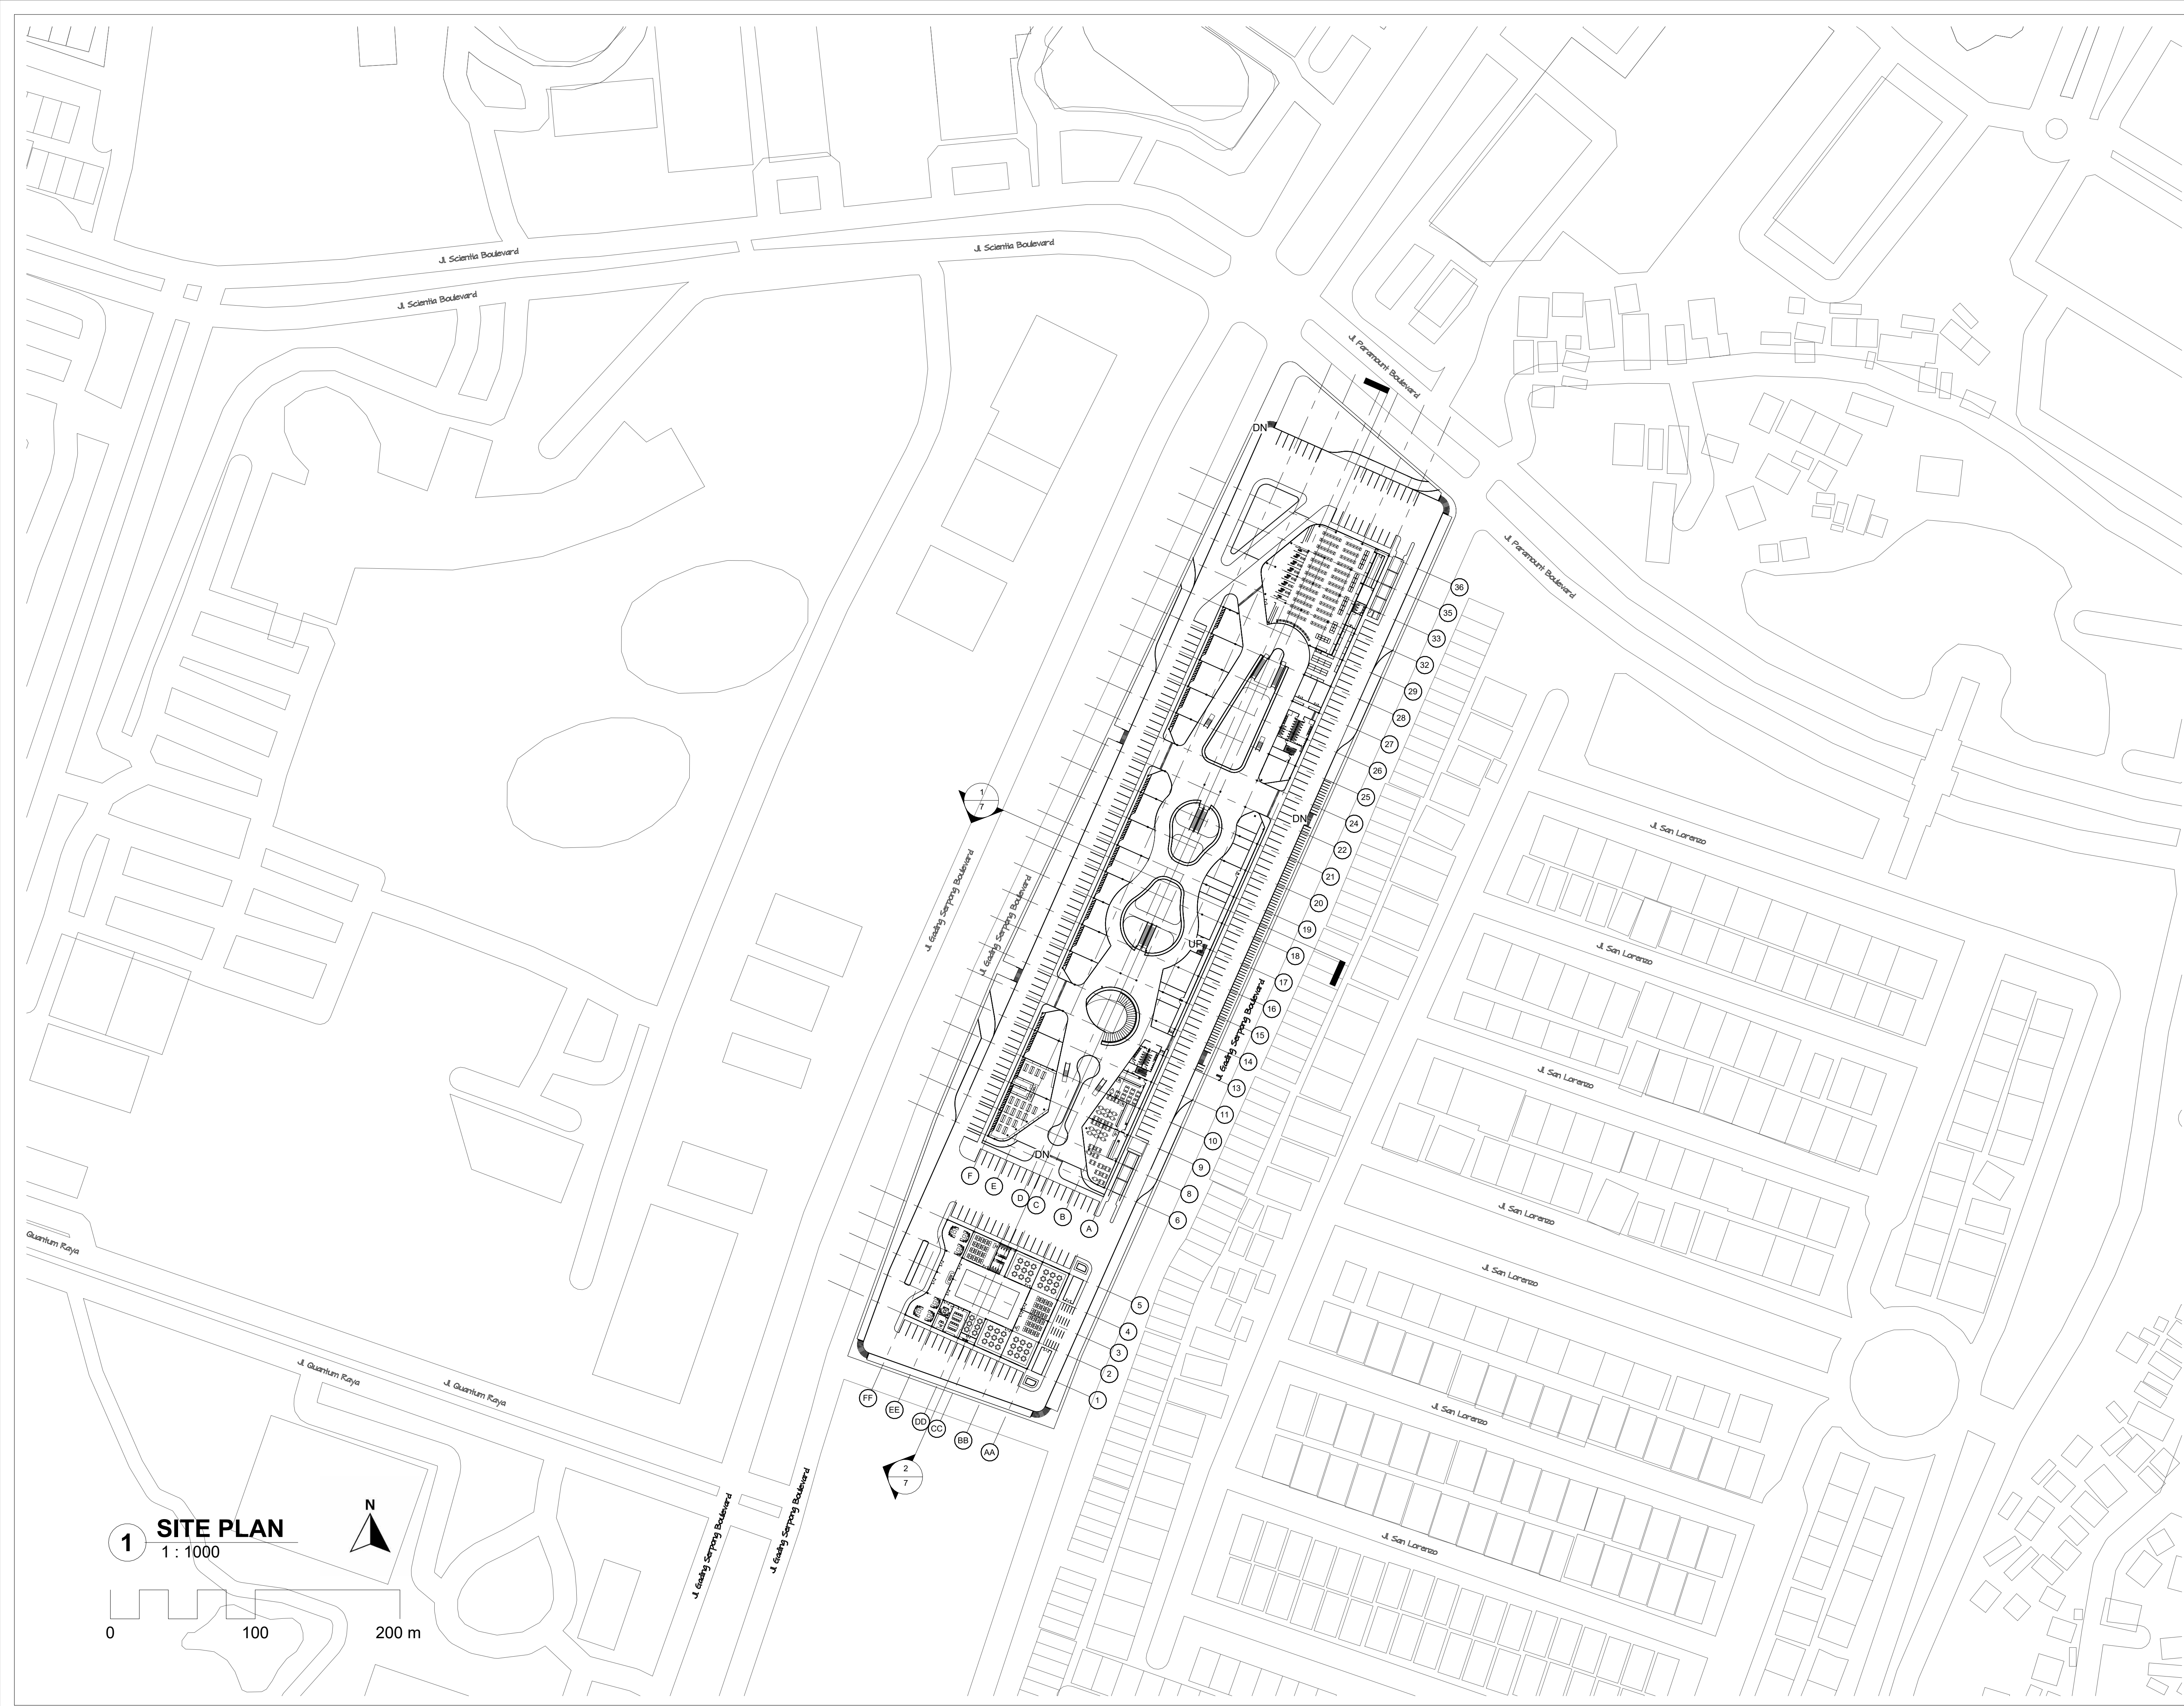 Jl. Scientia Boulevard
Jl. Scientia Boulevard
Jl. Scientia Boulevard
Jl. Paramount Boulevard
DN
Jl. Paramount Boulevard
36
35
33
32
29
28
27
26
25
24
22
21
20
19
18
17
16
15
14
13
11
10
9
8
6
1
7
DN
UP
Jl. Gading Serpong Boulevard
Jl. Gading Serpong Boulevard
Jl. Gading Serpong Boulevard
Jl. San Lorenzo
Jl. San Lorenzo
Jl. San Lorenzo
Jl. San Lorenzo
Jl. San Lorenzo
Jl. San Lorenzo
Jl. San Lorenzo
DN
F
E
D
C
B
A
5
4
3
2
1
FF
EE
DD
CC
BB
AA
2
7
Quantum Raya
Jl. Quantum Raya
Jl. Quantum Raya
Jl. Gading Serpong Boulevard
Jl. Gading Serpong Boulevard
N
1 SITE PLAN
1 : 1000
0 100 200 m